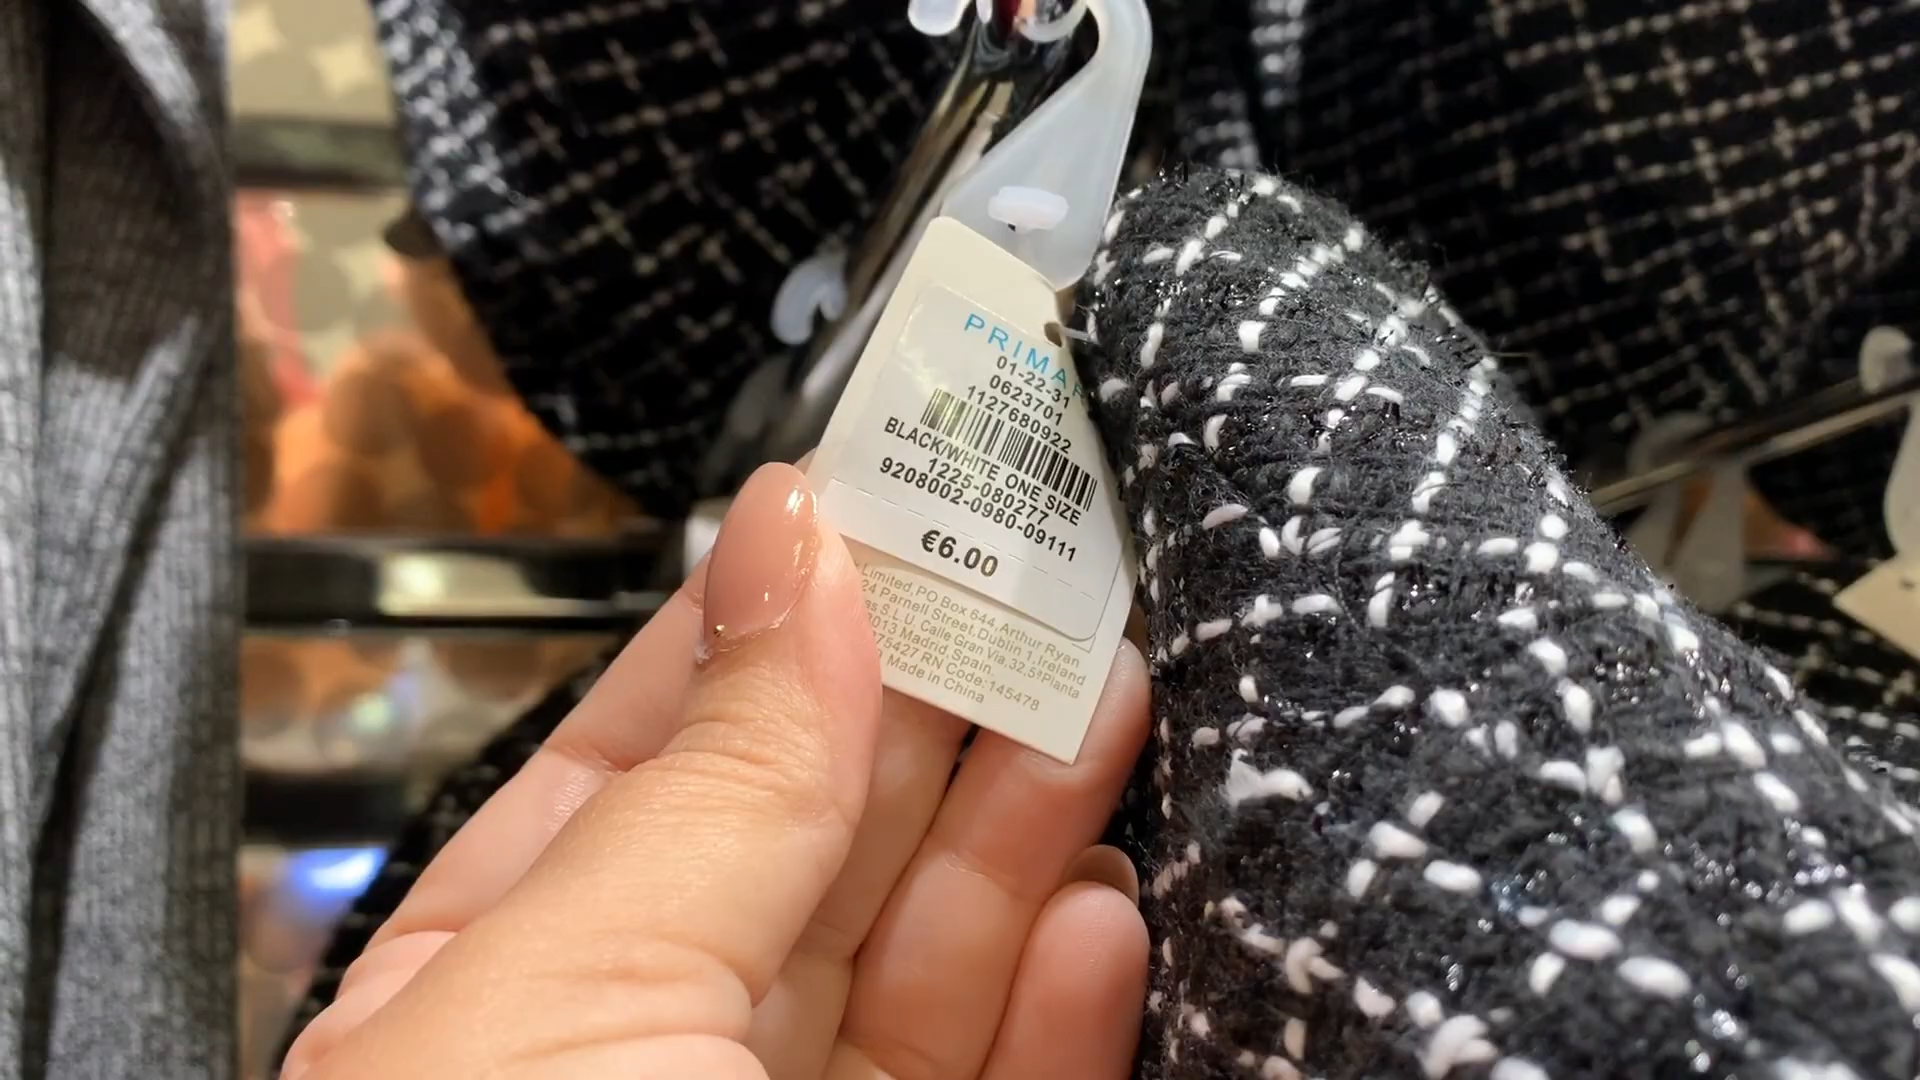 PRIMAR
01-22-31
0623701
1127680922
BLACK/WHITE ONE SIZE
1225-080277
9208002-0980-09111
€6.00
Limited, PO Box 644, Arthur Ryan
24 Parnell Street, Dublin 1, Ireland
S.L.U. Calle Gran Via, 32, 5ªPlanta
Madrid, Spain.
75427 RN Code: 145478
Made in China